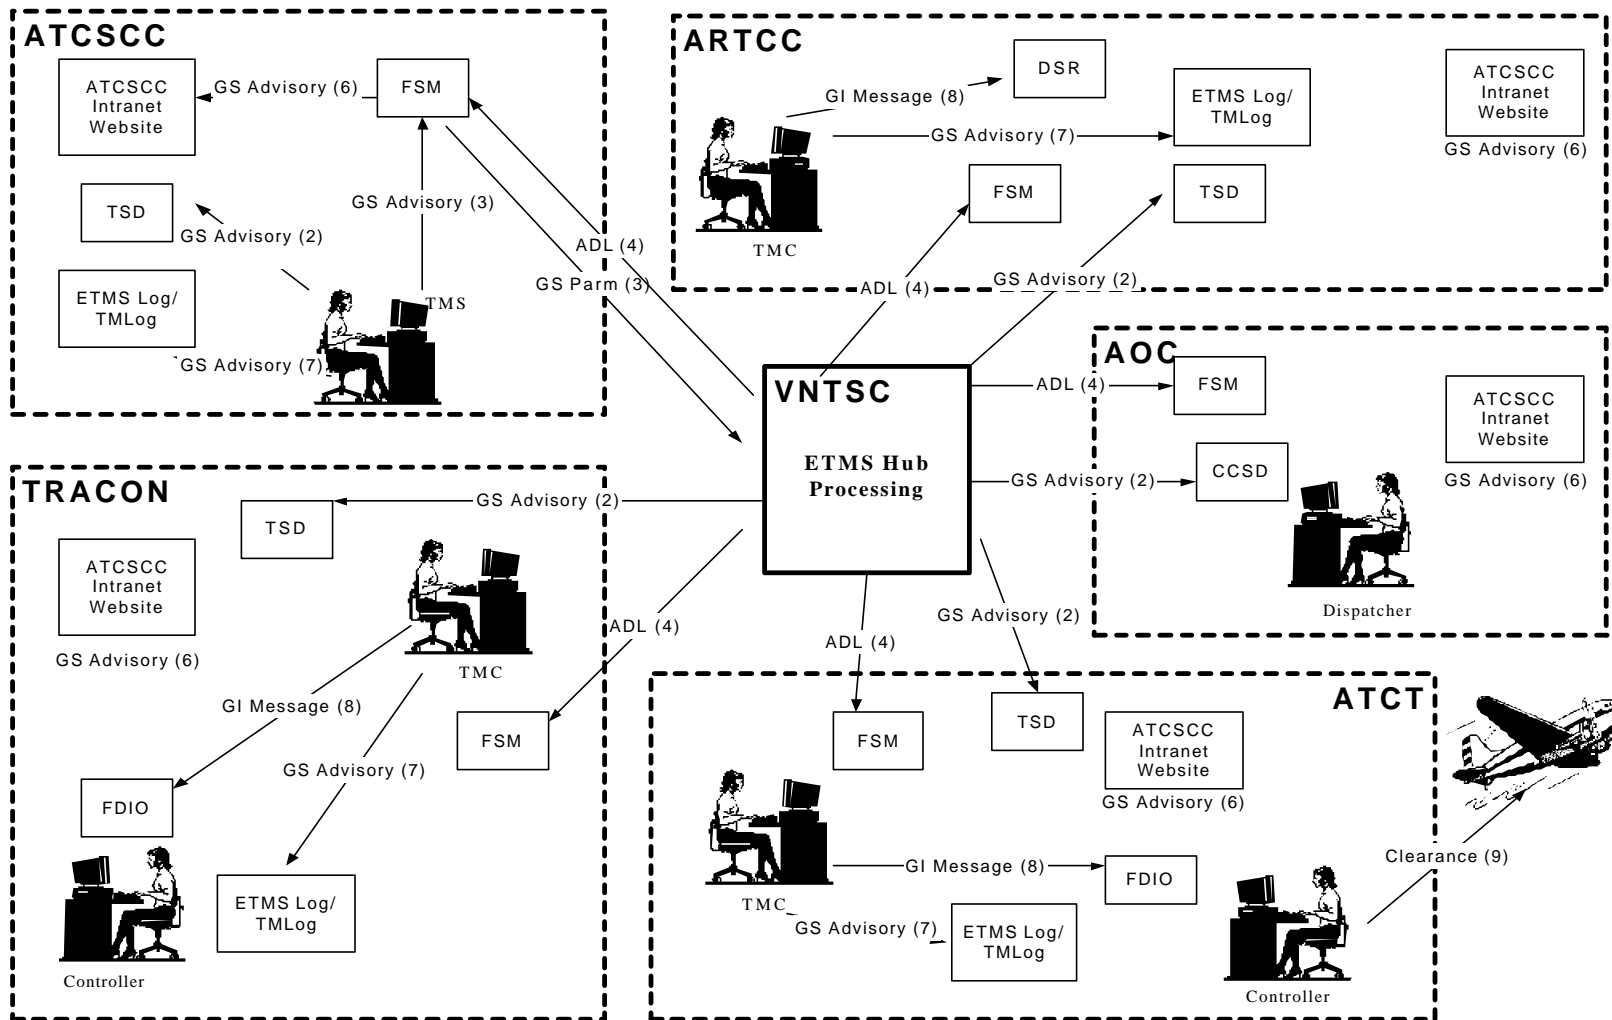 ATCSCC
ATCSCC
Intranet
Website
GS Advisory (6)
FSM
TSD
GS Advisory (2)
GS Advisory (3)
ETMS Log/
TMLog
GS Advisory (7)
TMS
ADL (4)
GS Parm (3)
ARTCC
DSR
GI Message (8)
ETMS Log/
TMLog
GS Advisory (7)
ATCSCC
Intranet
Website
GS Advisory (6)
TMC
FSM
TSD
ADL (4)
GS Advisory (2)
VNTSC
ETMS Hub
Processing
AOC
ADL (4)
FSM
ATCSCC
Intranet
Website
GS Advisory (6)
GS Advisory (2)
CCSD
Dispatcher
TRACON
TSD
GS Advisory (2)
ATCSCC
Intranet
Website
GS Advisory (6)
TMC
ADL (4)
GI Message (8)
FSM
GS Advisory (7)
FDIO
ETMS Log/
TMLog
Controller
GS Advisory (2)
ADL (4)
ATCT
FSM
TSD
ATCSCC
Intranet
Website
GS Advisory (6)
GI Message (8)
FDIO
TMC
GS Advisory (7)
ETMS Log/
TMLog
Controller
Clearance (9)